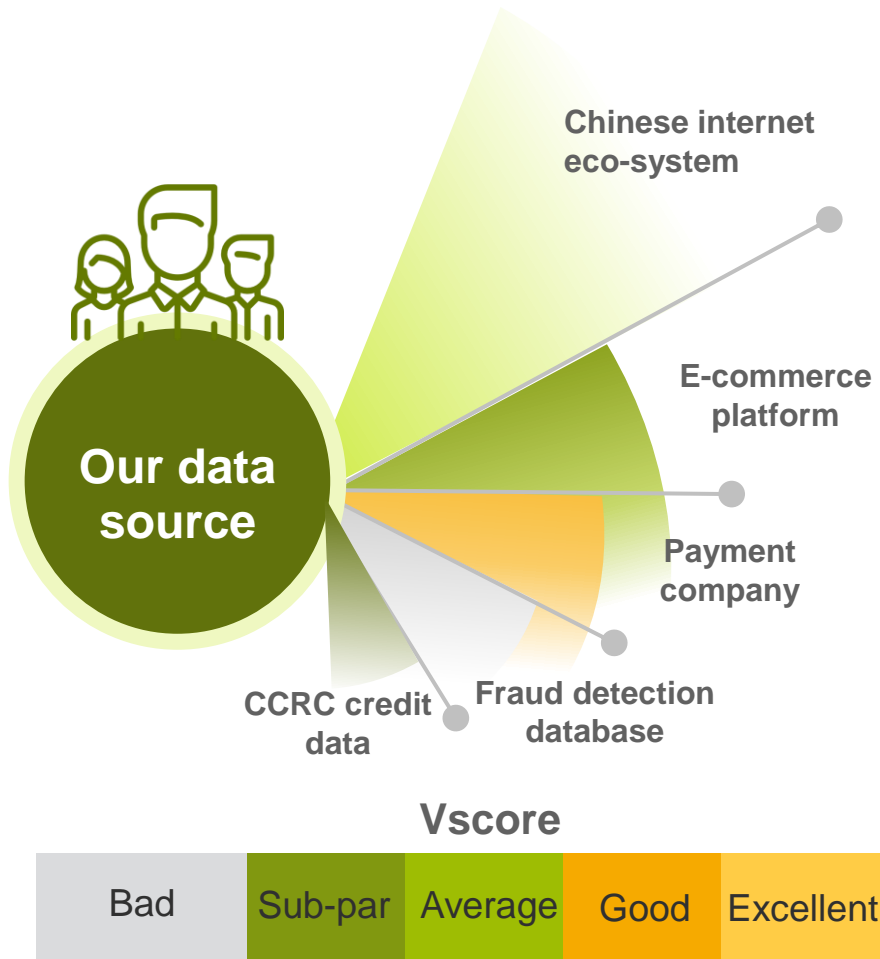 Chinese internet
eco-system
E-commerce
platform
Our data
source
Payment
company
Fraud detection
database
CCRC credit
data
Vscore
Bad
Sub-par
Average
Good
Excellent